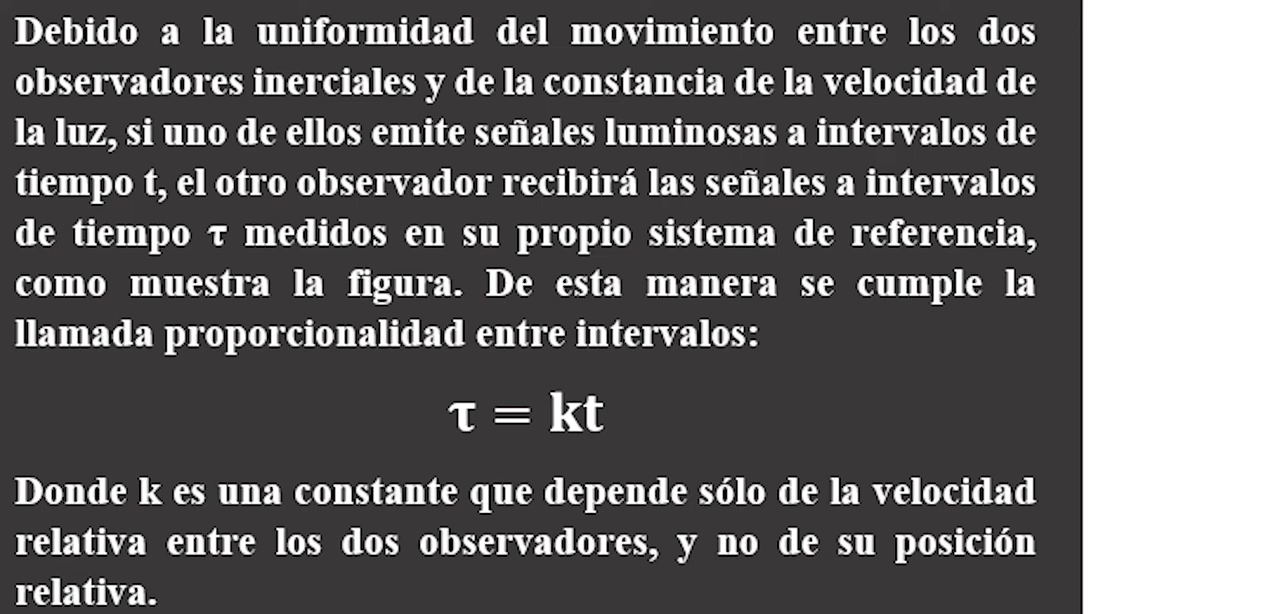 Debido a la uniformidad del movimiento entre los dos
observadores inerciales y de la constancia de la velocidad de
la luz, si uno de ellos emite señales luminosas a intervalos de
tiempo t, el otro observador recibirá las señales a intervalos
de tiempo τ medidos en su propio sistema de referencia,
como muestra la figura. De esta manera se cumple la
llamada proporcionalidad entre intervalos:
τ = kt
Donde k es una constante que depende sólo de la velocidad
relativa entre los dos observadores, y no de su posición
relativa.